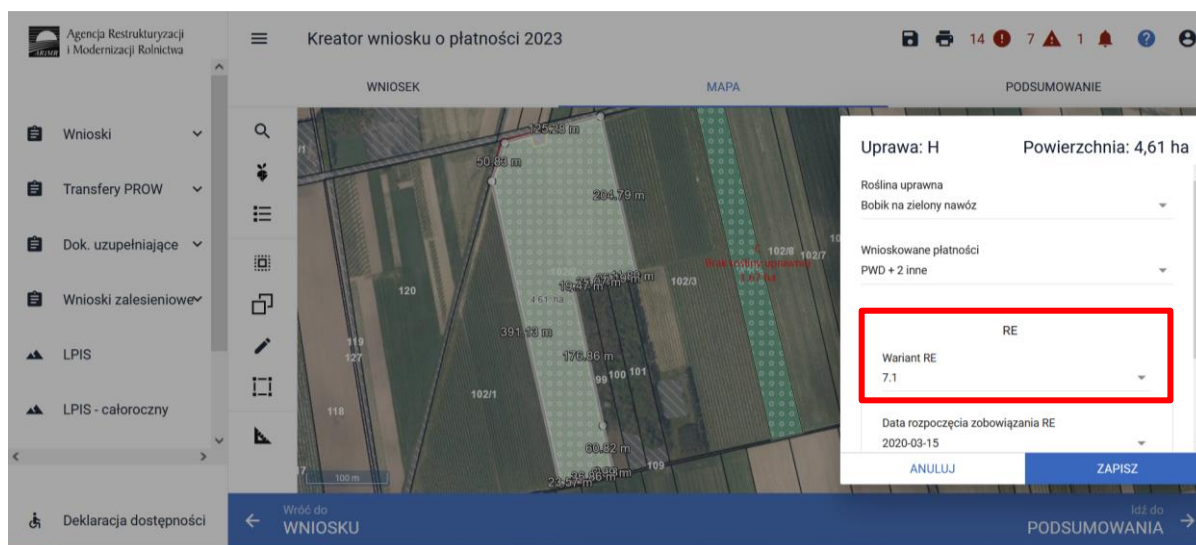 Agencja Restrukturyzacji
i Modernizacji Rolnictwa
ARiMR
Kreator wniosku o płatności 2023
14
7
1
WNIOSEK
MAPA
PODSUMOWANIE
Wnioski
Transfery PROW
Dok. uzupełniające
Wnioski zalesieniowe
LPIS
LPIS - całoroczny
Deklaracja dostępności
125.28 m
50.83 m
204.79 m
102/8
102/7
120
102/3
4.61 ha
391.13 m
119
127
176.86 m
99
100
101
102/1
118
60.82 m
109
100 m
Uprawa: H
Powierzchnia: 4,61 ha
Roślina uprawna
Bobik na zielony nawóz
Wnioskowane płatności
PWD + 2 inne
RE
Wariant RE
7.1
Data rozpoczęcia zobowiązania RE
2020-03-15
ANULUJ
ZAPISZ
Wróć do
WNIOSKU
Idź do
PODSUMOWANIA